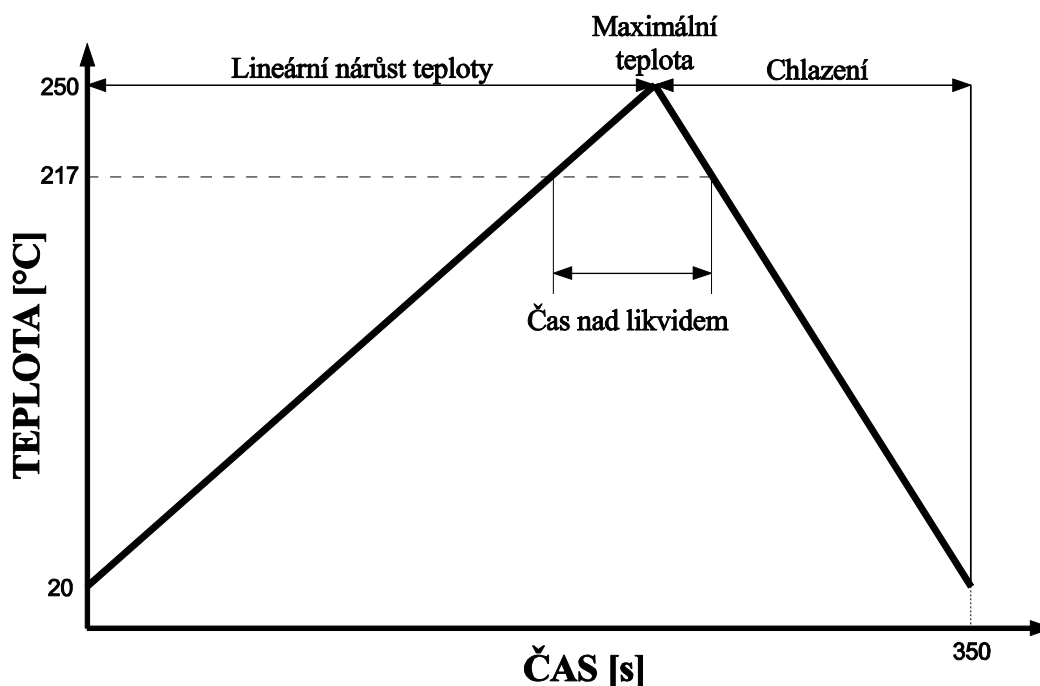 Maximální
teplota
Lineární nárůst teploty
Chlazení
250
217
TEPLOTA [°C]
Čas nad likvidem
20
350
ČAS [s]